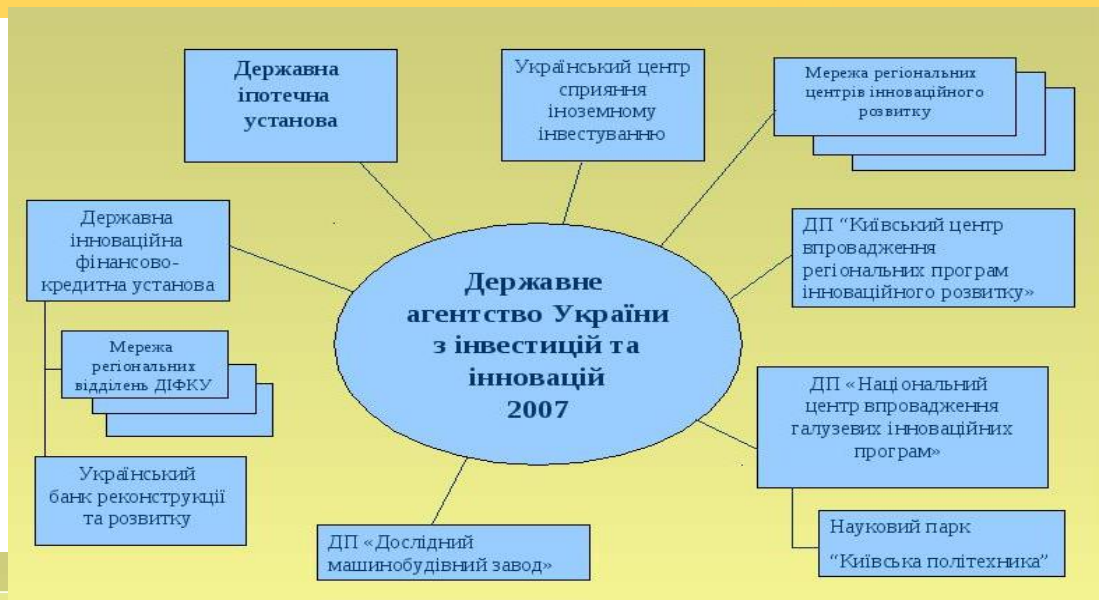 Державна
іпотечна
установа
Український центр
сприяння
іноземному
інвестуванню
Мережа регіональних
центрів інноваційного
розвитку
Державна
інноваційна
фінансово-
кредитна установа
ДП “Київський центр
впровадження
регіональних програм
інноваційного розвитку»
Державне
агентство України
з інвестицій та
інновацій
2007
Мережа
регіональних
відділень ДІФКУ
ДП «Національний
центр впровадження
галузевих інноваційних
програм»
Український
банк реконструкції
та розвитку
ДП «Дослідний
машинобудівний завод»
Науковий парк
“Київська політехника”